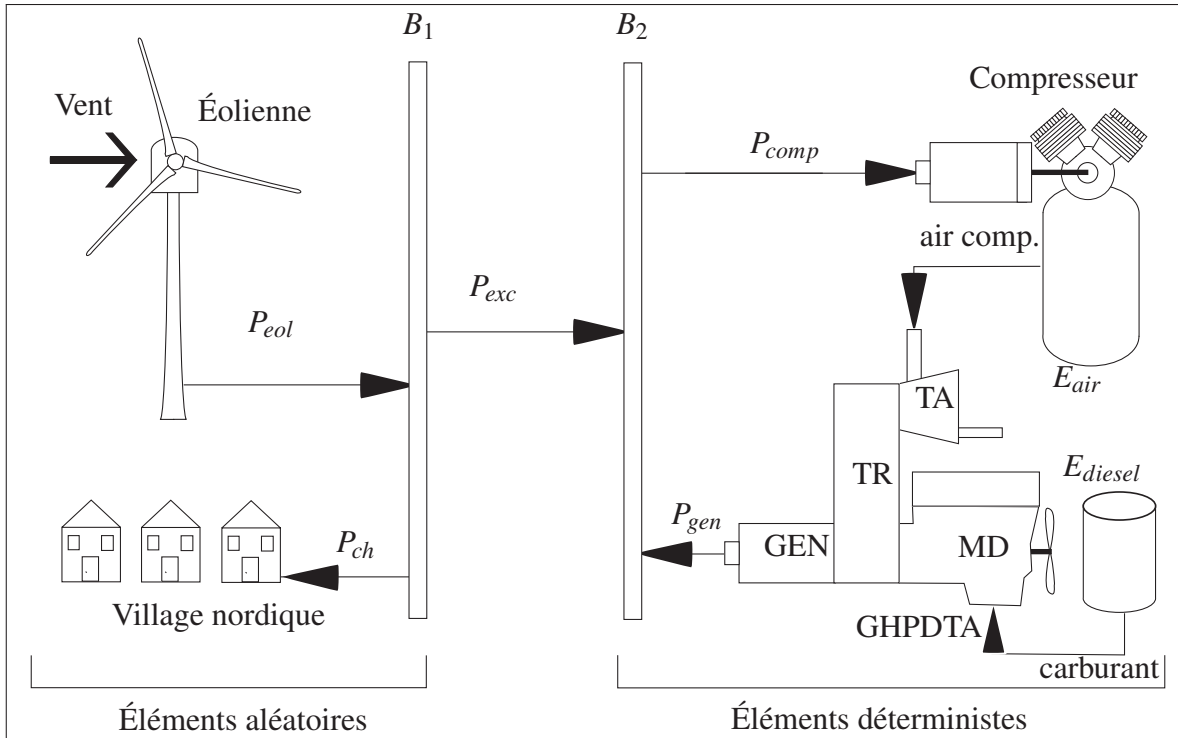 B1
B2
Vent
Éolienne
Compresseur
Pcomp
air comp.
Pexc
Peol
Eair
TA
TR
Ediesel
Pgen
GEN
MD
Pch
Village nordique
GHPDTA
carburant
Éléments aléatoires
Éléments déterministes